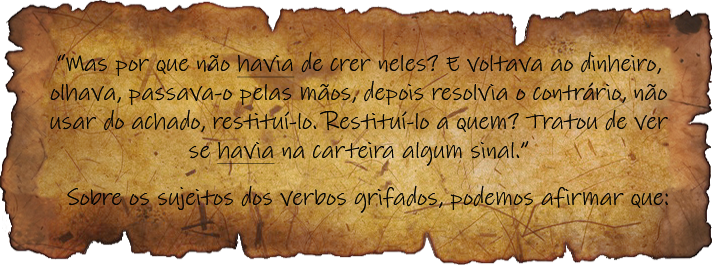 “Mas por que não havia de crer neles? E voltava ao dinheiro,
olhava, passava-o pelas mãos, depois resolvia o contrário, não
usar do achado, restituí-lo. Restituí-lo a quem? Tratou de ver
se havia na carteira algum sinal.”
Sobre os sujeitos dos verbos grifados, podemos afirmar que: